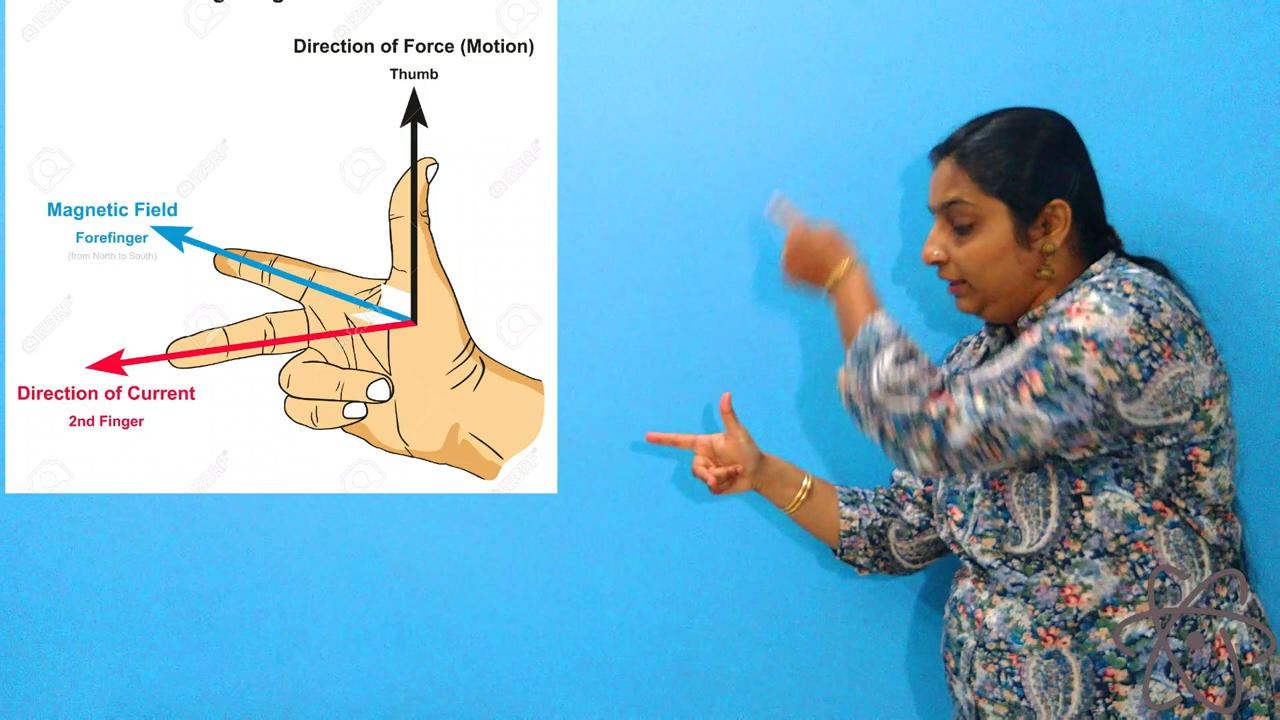 Direction of Force (Motion)
Thumb
Magnetic Field
Forefinger
(from North to South)
Direction of Current
2nd Finger